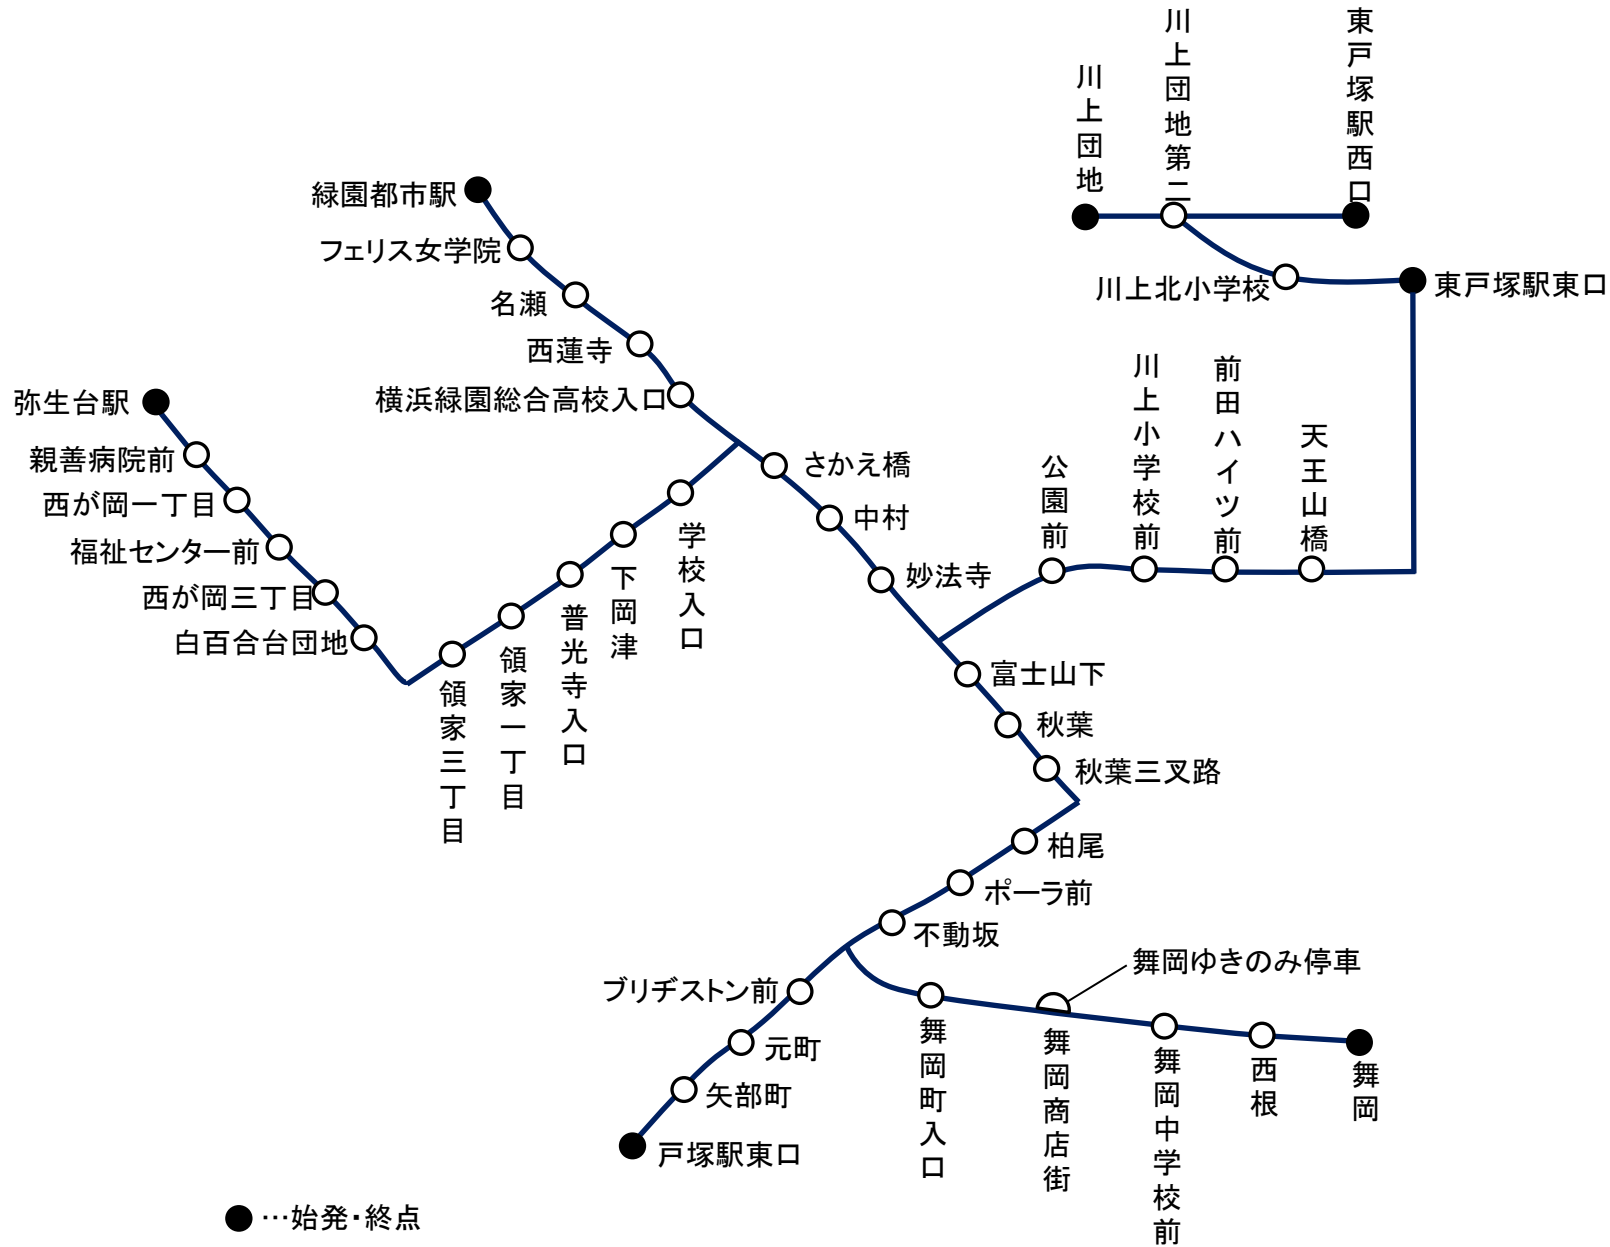 川上団地
川上団地第二
東戸塚駅西口
緑園都市駅
フェリス女学院
名瀬
西蓮寺
横浜緑園総合高校入口
川上北小学校
東戸塚駅東口
弥生台駅
親善病院前
西が岡一丁目
福祉センター前
西が岡三丁目
白百合台団地
領家三丁目
領家一丁目
普光寺入口
下岡津
学校入口
さかえ橋
中村
妙法寺
公園前
川上小学校前
前田ハイツ前
天王山橋
富士山下
秋葉
秋葉三叉路
柏尾
ポーラ前
不動坂
ブリヂストン前
元町
矢部町
戸塚駅東口
舞岡ゆきのみ停車
舞岡町入口
舞岡商店街
舞岡中学校前
西根
舞岡
…始発・終点